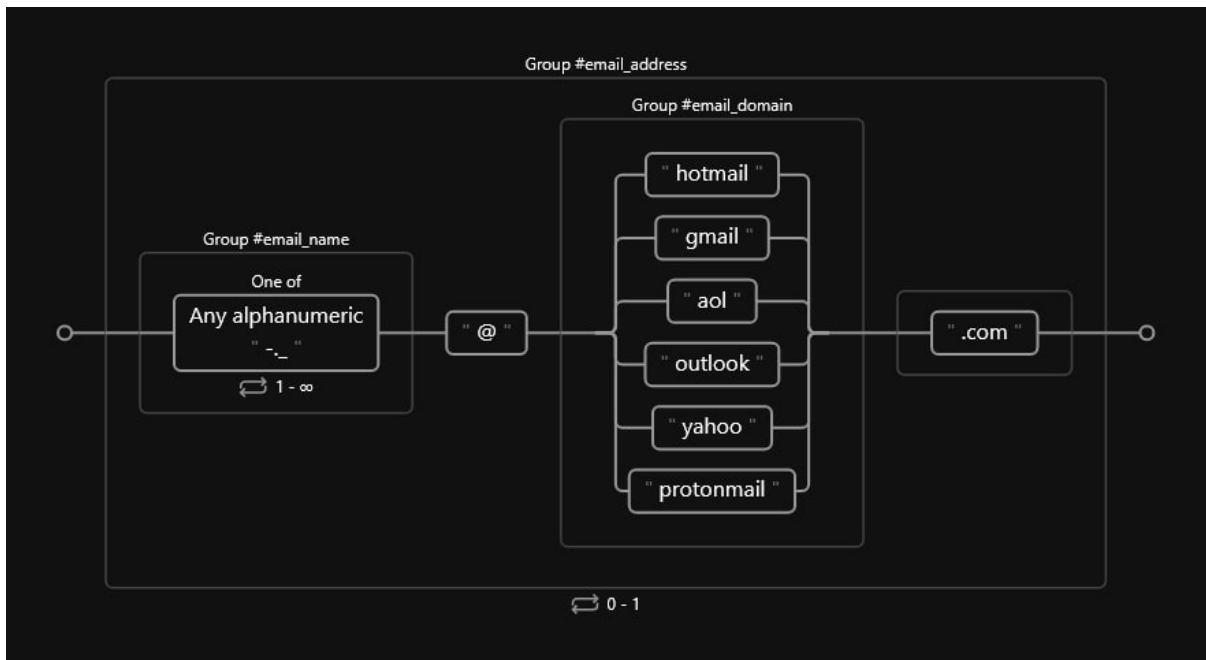 Group #email_address
Group #email_domain
" hotmail "
Group #email_name
" gmail "
One of
" aol "
Any alphanumeric
" -._ "
" @ "
" .com "
" outlook "
1 - ∞
" yahoo "
" protonmail "
0 - 1